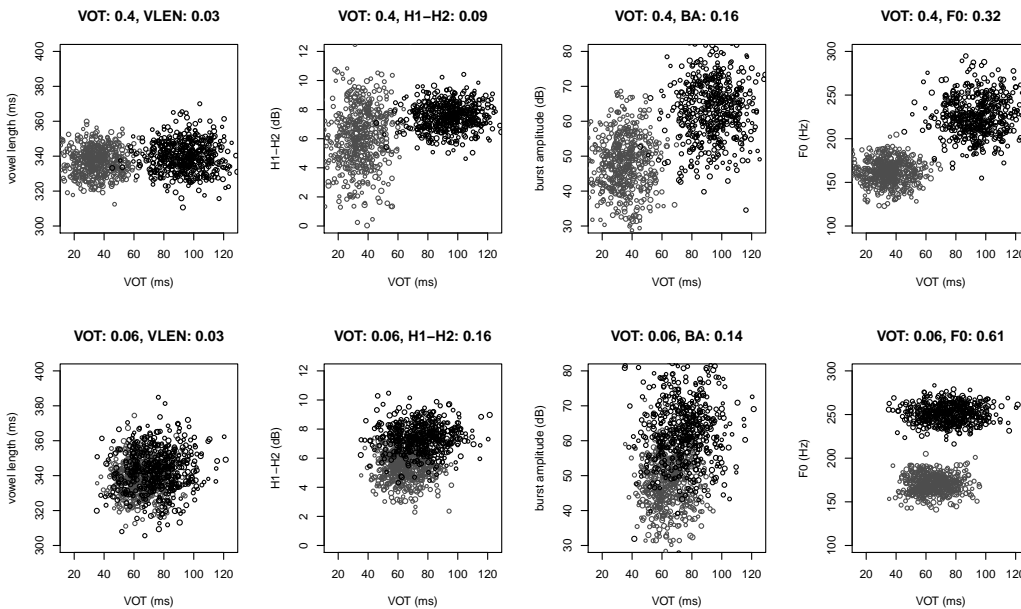 VOT: 0.4, VLEN: 0.03
vowel length (ms)
400
380
360
340
320
300
20 40 60 80 100 120
VOT (ms)
VOT: 0.4, H1−H2: 0.09
H1−H2 (dB)
12
10
8
6
4
2
0
20 40 60 80 100 120
VOT (ms)
VOT: 0.4, BA: 0.16
burst amplitude (dB)
80
70
60
50
40
30
20 40 60 80 100 120
VOT (ms)
VOT: 0.4, F0: 0.32
F0 (Hz)
300
250
200
150
100
20 40 60 80 100 120
VOT (ms)
VOT: 0.06, VLEN: 0.03
vowel length (ms)
400
380
360
340
320
300
20 40 60 80 100 120
VOT (ms)
VOT: 0.06, H1−H2: 0.16
H1−H2 (dB)
12
10
8
6
4
2
0
20 40 60 80 100 120
VOT (ms)
VOT: 0.06, BA: 0.14
burst amplitude (dB)
80
70
60
50
40
30
20 40 60 80 100 120
VOT (ms)
VOT: 0.06, F0: 0.61
F0 (Hz)
300
250
200
150
100
20 40 60 80 100 120
VOT (ms)